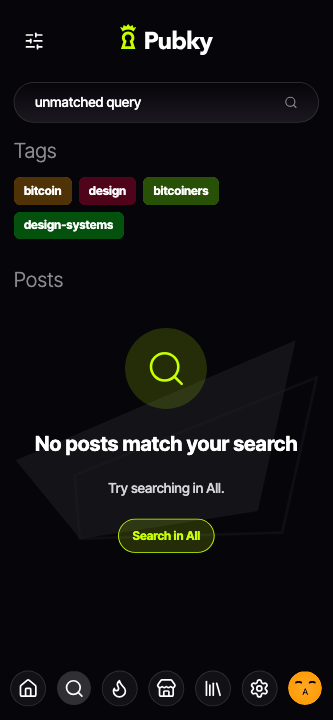 Pubky
unmatched query
Tags
bitcoin design bitcoiners
design-systems
Posts
No posts match your search
Try searching in All.
Search in All
A